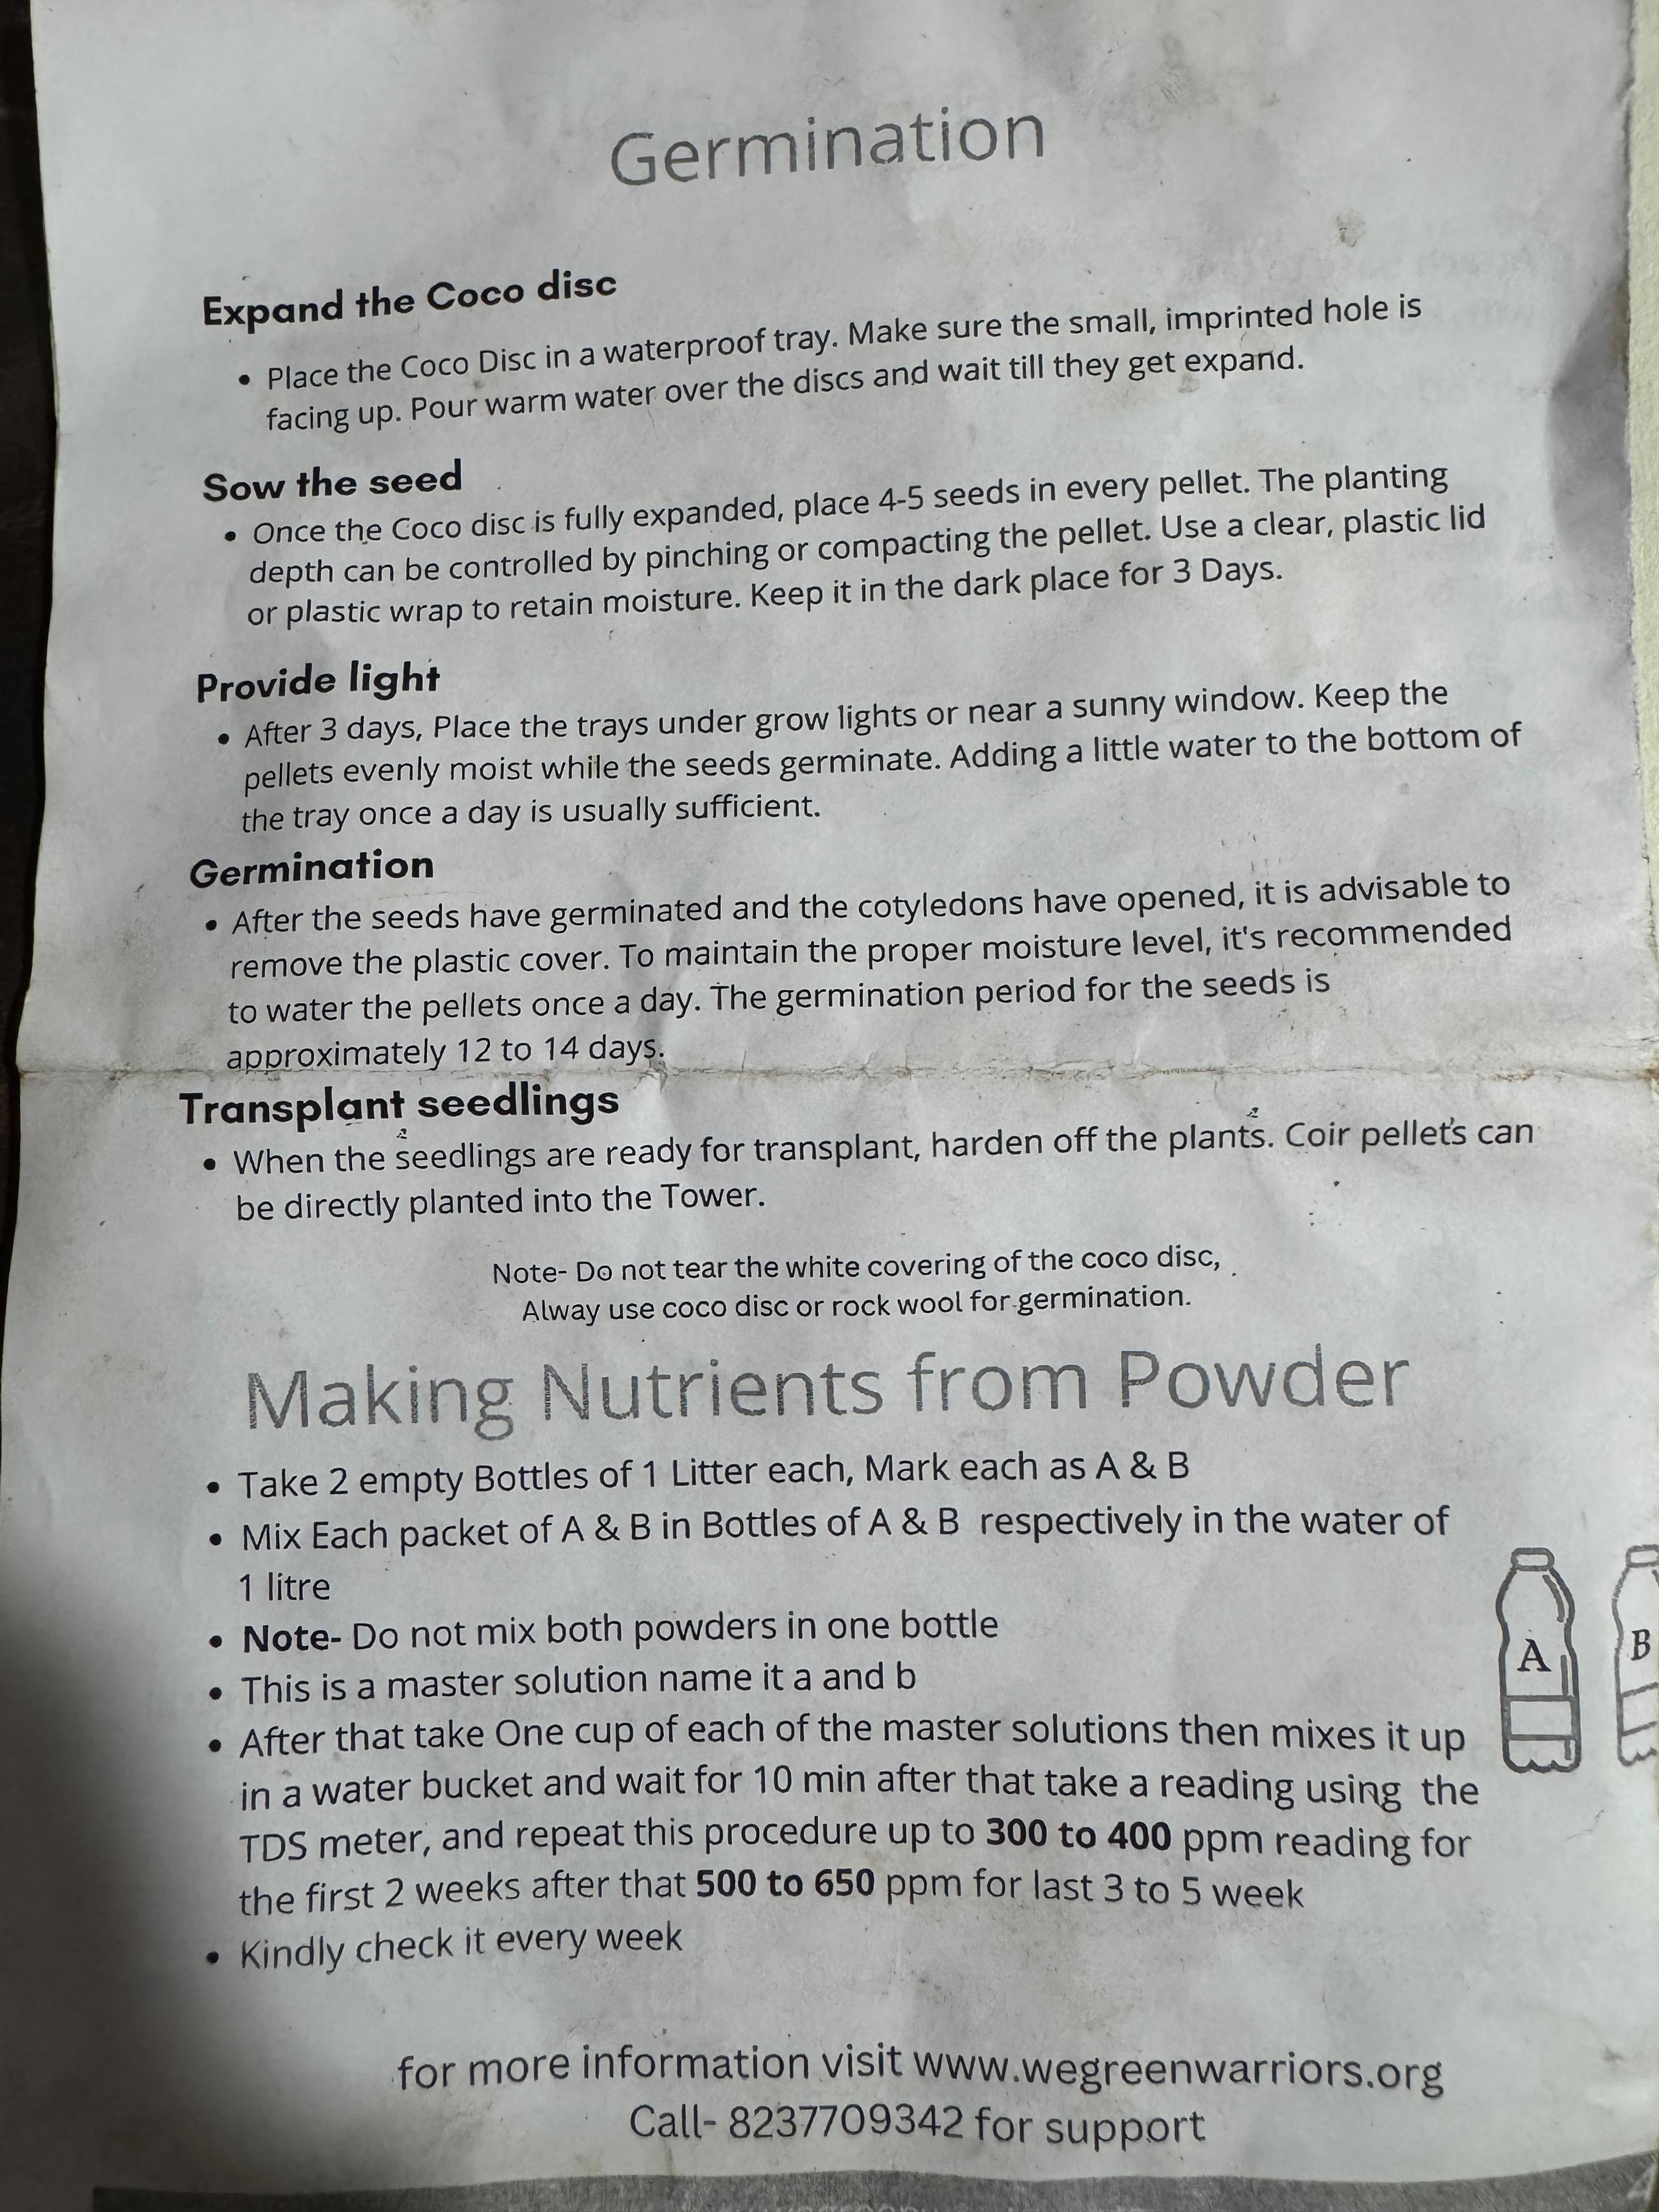 Germination
Expand the Coco disc
• Place the Coco Disc in a waterproof tray. Make sure the small, imprinted hole is
facing up. Pour warm water over the discs and wait till they get expand.
Sow the seed
• Once the Coco disc is fully expanded, place 4-5 seeds in every pellet. The planting
depth can be controlled by pinching or compacting the pellet. Use a clear, plastic lid
or plastic wrap to retain moisture. Keep it in the dark place for 3 Days.
Provide light
• After 3 days, Place the trays under grow lights or near a sunny window. Keep the
pellets evenly moist while the seeds germinate. Adding a little water to the bottom of
the tray once a day is usually sufficient.
Germination
• After the seeds have germinated and the cotyledons have opened, it is advisable to
remove the plastic cover. To maintain the proper moisture level, it's recommended
to water the pellets once a day. The germination period for the seeds is
approximately 12 to 14 days.
Transplant seedlings
• When the seedlings are ready for transplant, harden off the plants. Coir pellet's can
be directly planted into the Tower.
Note- Do not tear the white covering of the coco disc,
Alway use coco disc or rock wool for germination.
Making Nutrients from Powder
• Take 2 empty Bottles of 1 Litter each, Mark each as A & B
• Mix Each packet of A & B in Bottles of A & B respectively in the water of
1 litre
• Note- Do not mix both powders in one bottle
• This is a master solution name it a and b
• After that take One cup of each of the master solutions then mixes it up
in a water bucket and wait for 10 min after that take a reading using the
TDS meter, and repeat this procedure up to 300 to 400 ppm reading for
the first 2 weeks after that 500 to 650 ppm for last 3 to 5 week
• Kindly check it every week
A
B
for more information visit www.wegreenwarriors.org
Call- 8237709342 for support